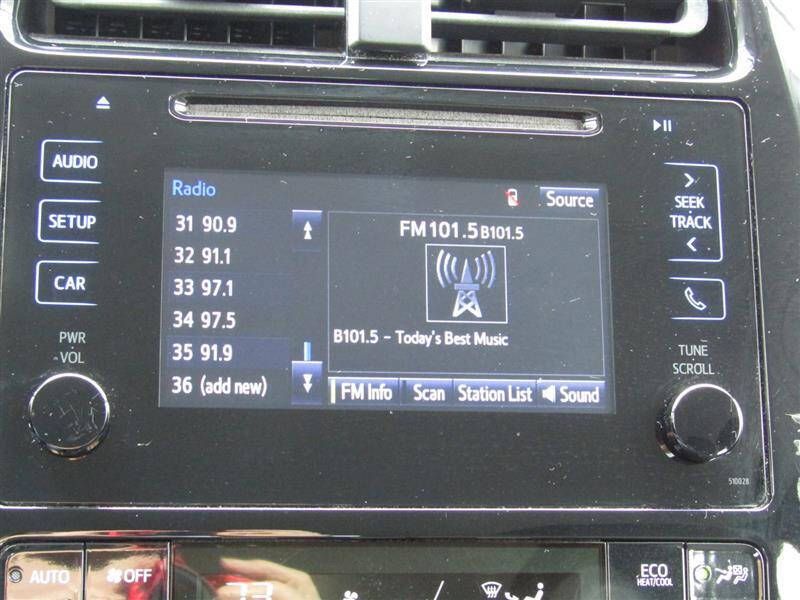 AUDIO
SETUP
CAR
PWR
VOL
Radio
Source
31 90.9
32 91.1
33 97.1
34 97.5
35 91.9
36 (add new)
FM101.5 B101.5
B101.5 - Today's Best Music
FM Info
Scan
Station List
Sound
SEEK
TRACK
TUNE
SCROLL
510028
AUTO
OFF
73
ECO
HEAT/COOL